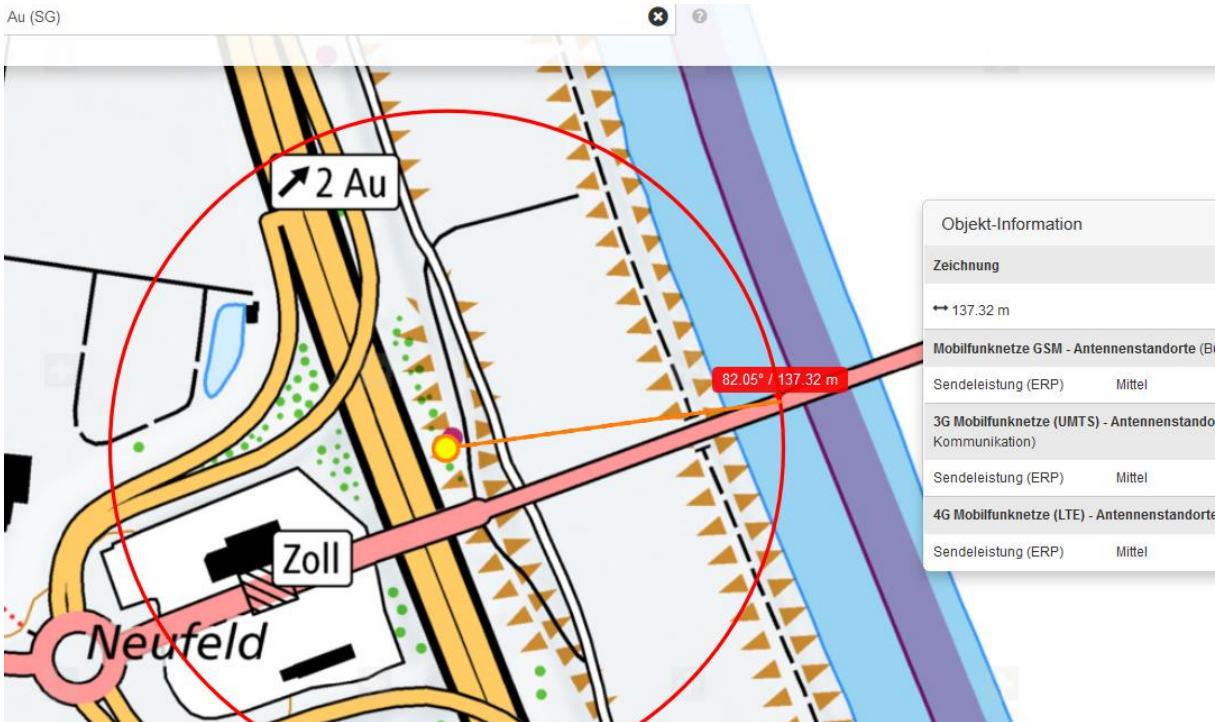 Au (SG)
2 Au
Objekt-Information
Zeichnung
↔ 137.32 m
82.05° / 137.32 m
Mobilfunknetze GSM - Antennenstandorte (Bu
Sendeleistung (ERP) Mittel
3G Mobilfunknetze (UMTS) - Antennenstando
Kommunikation)
Sendeleistung (ERP) Mittel
4G Mobilfunknetze (LTE) - Antennenstandorte
Sendeleistung (ERP) Mittel
Zoll
Neufeld